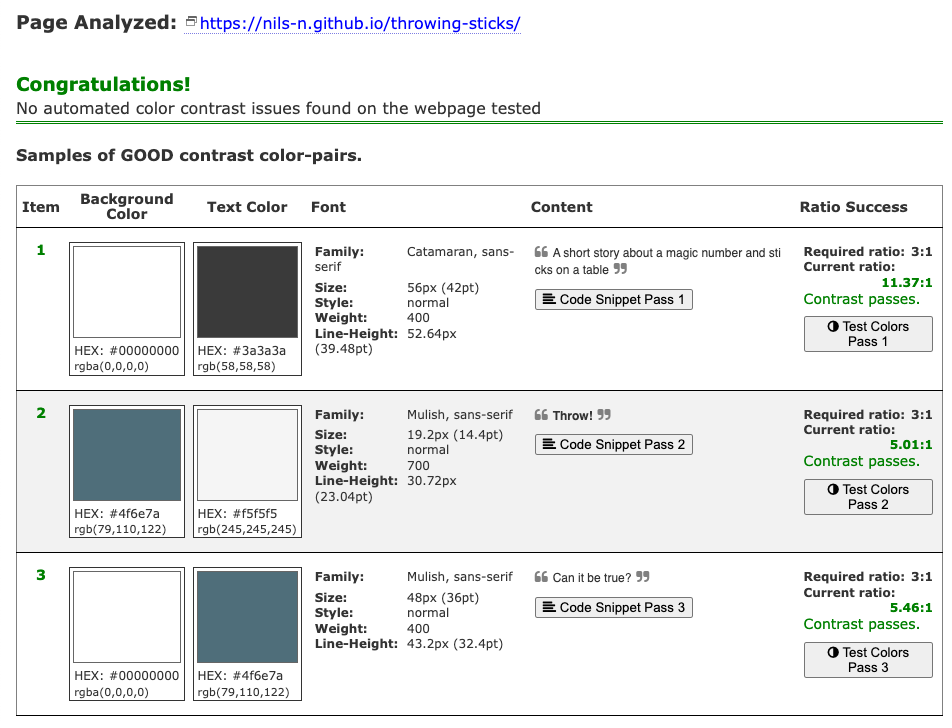 Page Analyzed: https://nils-n.github.io/throwing-sticks/
Congratulations!
No automated color contrast issues found on the webpage tested
Samples of GOOD contrast color-pairs.
Item Background Color Text Color Font Content Ratio Success
1
HEX: #00000000
rgba(0,0,0,0)
HEX: #3a3a3a
rgb(58,58,58)
Family: Catamaran, sans-
serif
Size: 56px (42pt)
Style: normal
Weight: 400
Line-Height: 52.64px
(39.48pt)
A short story about a magic number and sti
cks on a table
Code Snippet Pass 1
Required ratio: 3:1
Current ratio:
11.37:1
Contrast passes.
Test Colors
Pass 1
2
HEX: #4f6e7a
rgb(79,110,122)
HEX: #f5f5f5
rgb(245,245,245)
Family: Mulish, sans-serif
Size: 19.2px (14.4pt)
Style: normal
Weight: 700
Line-Height: 30.72px
(23.04pt)
Throw!
Code Snippet Pass 2
Required ratio: 3:1
Current ratio:
5.01:1
Contrast passes.
Test Colors
Pass 2
3
HEX: #00000000
rgba(0,0,0,0)
HEX: #4f6e7a
rgb(79,110,122)
Family: Mulish, sans-serif
Size: 48px (36pt)
Style: normal
Weight: 400
Line-Height: 43.2px (32.4pt)
Can it be true?
Code Snippet Pass 3
Required ratio: 3:1
Current ratio:
5.46:1
Contrast passes.
Test Colors
Pass 3